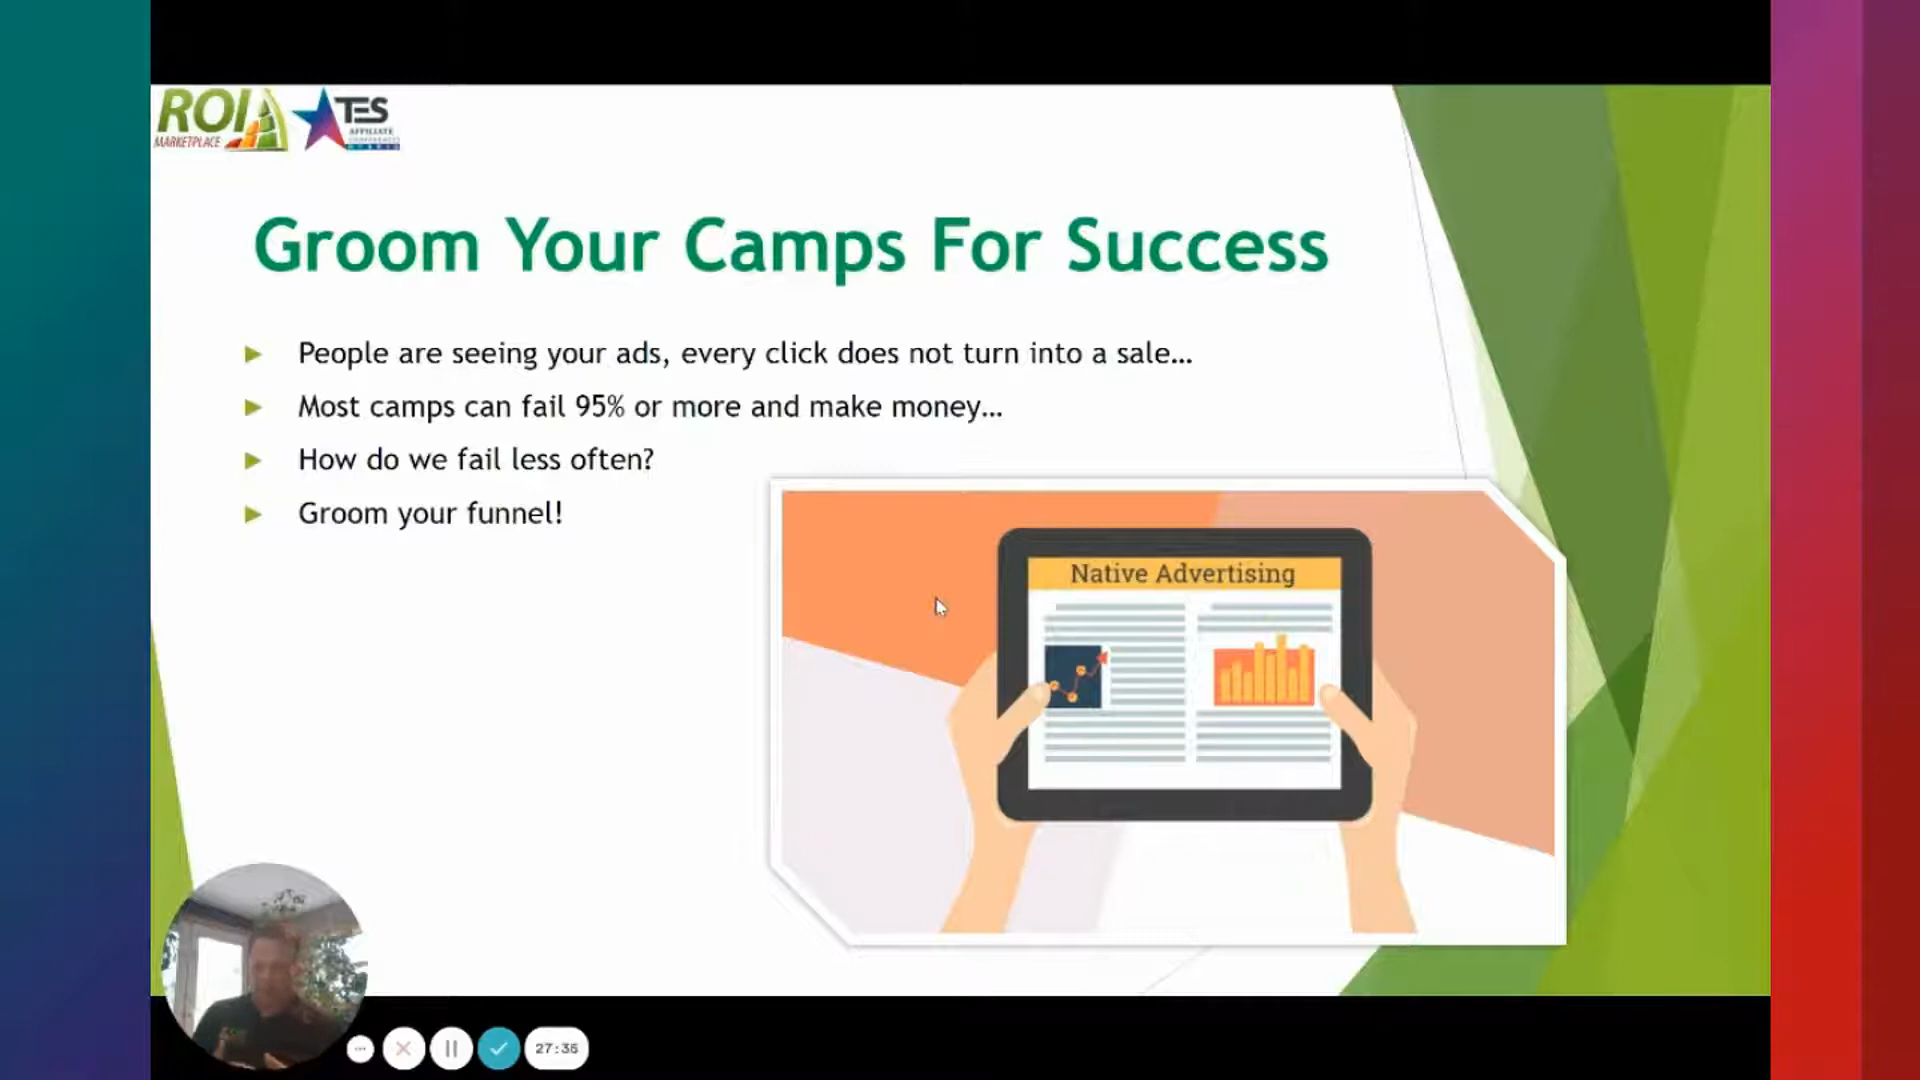 ROI
MARKETPLACE
TES
AFFILIATE
Groom Your Camps For Success
People are seeing your ads, every click does not turn into a sale…
Most camps can fail 95% or more and make money…
How do we fail less often?
Groom your funnel!
Native Advertising
27:35